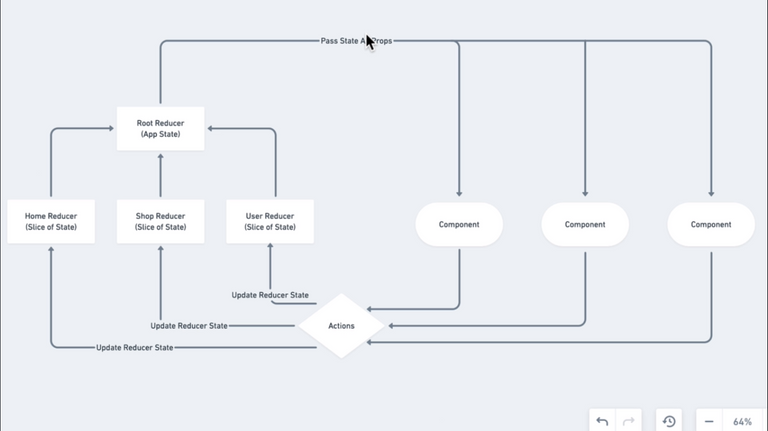 Pass State A Props
Root Reducer
(App State)
Home Reducer
(Slice of State)
Shop Reducer
(Slice of State)
User Reducer
(Slice of State)
Component
Component
Component
Update Reducer State
Update Reducer State
Actions
Update Reducer State
64%